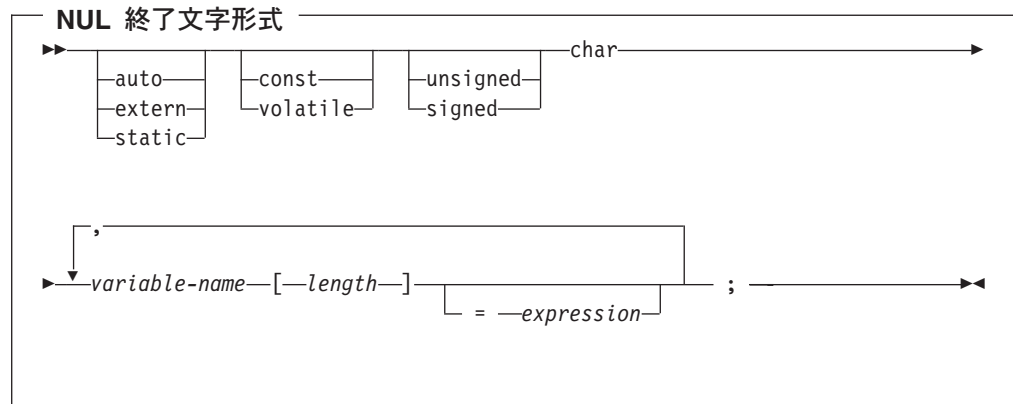 NUL 終了文字形式
char
auto const unsigned
extern volatile signed
static
,
variable-name [ length ] ;
= expression